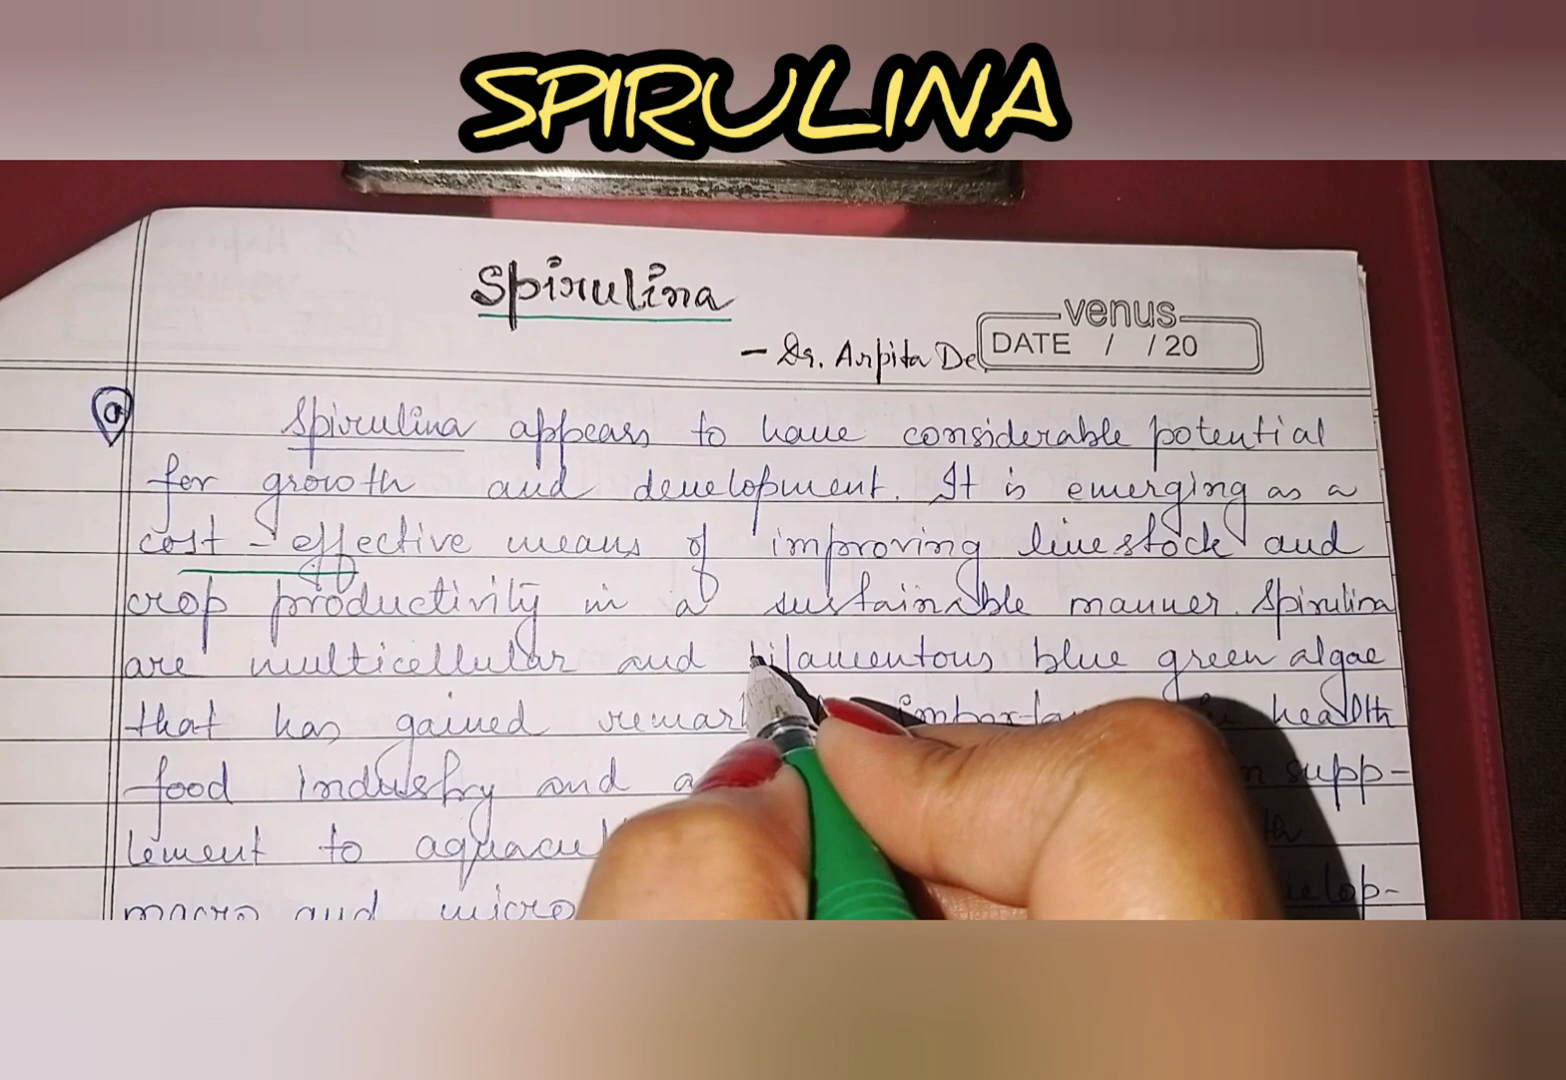 SPIRULINA
Spirulina
venus
DATE / / 20
- Dr. Arpita De
a
Spirulina appears to have considerable potential
for growth and development. It is emerging as a
cost-effective means of improving livestock and
crop productivity in a sustainable manner. Spirulina
are multicellular and filamentous blue green algae
that has gained in health
food industry and supp-
lement to
macro and micro